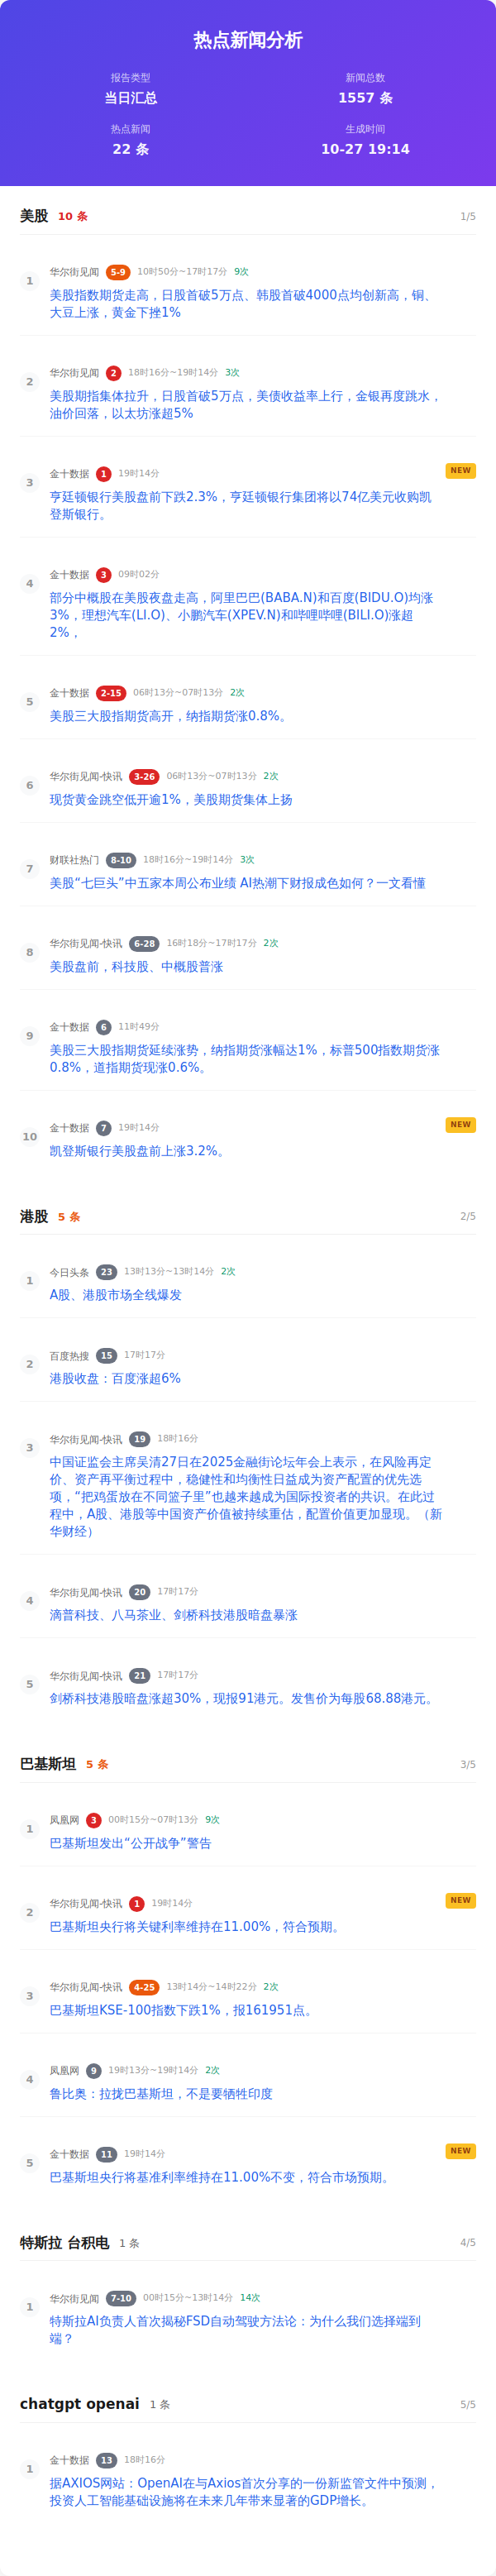 热点新闻分析
报告类型
当日汇总
新闻总数
1557 条
热点新闻
22 条
生成时间
10-27 19:14
美股 10 条 1/5
1
华尔街见闻 5-9 10时50分~17时17分 9次
美股指数期货走高，日股首破5万点、韩股首破4000点均创新高，铜、
大豆上涨，黄金下挫1%
2
华尔街见闻 2 18时16分~19时14分 3次
美股期指集体拉升，日股首破5万点，美债收益率上行，金银再度跳水，
油价回落，以太坊涨超5%
3
金十数据 1 19时14分 NEW
亨廷顿银行美股盘前下跌2.3%，亨廷顿银行集团将以74亿美元收购凯
登斯银行。
4
金十数据 3 09时02分
部分中概股在美股夜盘走高，阿里巴巴(BABA.N)和百度(BIDU.O)均涨
3%，理想汽车(LI.O)、小鹏汽车(XPEV.N)和哔哩哔哩(BILI.O)涨超
2%，
5
金十数据 2-15 06时13分~07时13分 2次
美股三大股指期货高开，纳指期货涨0.8%。
6
华尔街见闻-快讯 3-26 06时13分~07时13分 2次
现货黄金跳空低开逾1%，美股期货集体上扬
7
财联社热门 8-10 18时16分~19时14分 3次
美股“七巨头”中五家本周公布业绩 AI热潮下财报成色如何？一文看懂
8
华尔街见闻-快讯 6-28 16时18分~17时17分 2次
美股盘前，科技股、中概股普涨
9
金十数据 6 11时49分
美股三大股指期货延续涨势，纳指期货涨幅达1%，标普500指数期货涨
0.8%，道指期货现涨0.6%。
10
金十数据 7 19时14分 NEW
凯登斯银行美股盘前上涨3.2%。
港股 5 条 2/5
1
今日头条 23 13时13分~13时14分 2次
A股、港股市场全线爆发
2
百度热搜 15 17时17分
港股收盘：百度涨超6%
3
华尔街见闻-快讯 19 18时16分
中国证监会主席吴清27日在2025金融街论坛年会上表示，在风险再定
价、资产再平衡过程中，稳健性和均衡性日益成为资产配置的优先选
项，“把鸡蛋放在不同篮子里”也越来越成为国际投资者的共识。在此过
程中，A股、港股等中国资产价值被持续重估，配置价值更加显现。（新
华财经）
4
华尔街见闻-快讯 20 17时17分
滴普科技、八马茶业、剑桥科技港股暗盘暴涨
5
华尔街见闻-快讯 21 17时17分
剑桥科技港股暗盘涨超30%，现报91港元。发售价为每股68.88港元。
巴基斯坦 5 条 3/5
1
凤凰网 3 00时15分~07时13分 9次
巴基斯坦发出“公开战争”警告
2
华尔街见闻-快讯 1 19时14分 NEW
巴基斯坦央行将关键利率维持在11.00%，符合预期。
3
华尔街见闻-快讯 4-25 13时14分~14时22分 2次
巴基斯坦KSE-100指数下跌1%，报161951点。
4
凤凰网 9 19时13分~19时14分 2次
鲁比奥：拉拢巴基斯坦，不是要牺牲印度
5
金十数据 11 19时14分 NEW
巴基斯坦央行将基准利率维持在11.00%不变，符合市场预期。
特斯拉 台积电 1 条 4/5
1
华尔街见闻 7-10 00时15分~13时14分 14次
特斯拉AI负责人首次揭秘FSD自动驾驶方法论：为什么我们选择端到
端？
chatgpt openai 1 条 5/5
1
金十数据 13 18时16分
据AXIOS网站：OpenAI在与Axios首次分享的一份新监管文件中预测，
投资人工智能基础设施将在未来几年带来显著的GDP增长。